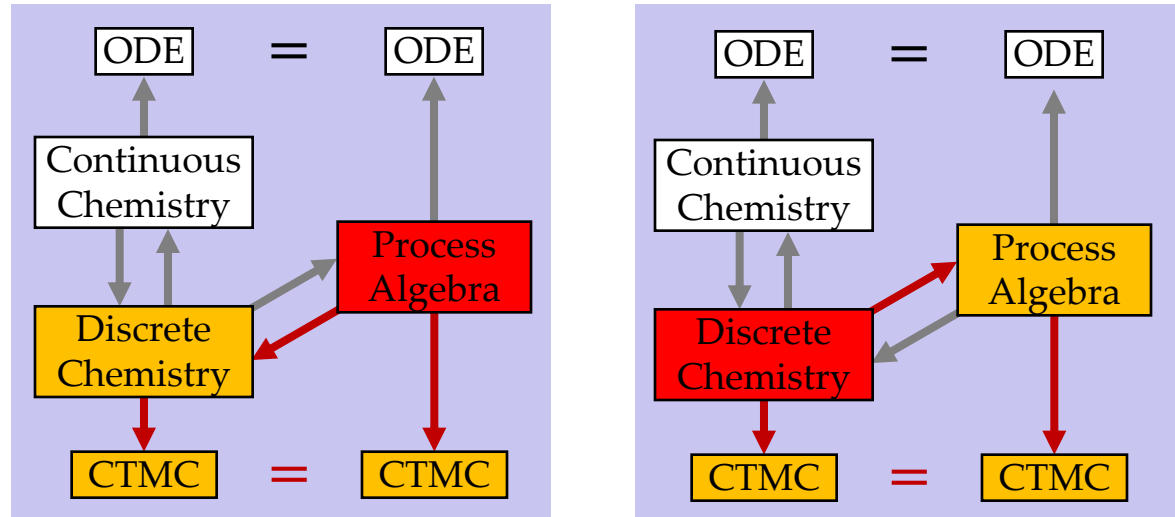 ODE = ODE
Continuous
Chemistry
Process
Algebra
Discrete
Chemistry
CTMC = CTMC
ODE = ODE
Continuous
Chemistry
Process
Algebra
Discrete
Chemistry
CTMC = CTMC